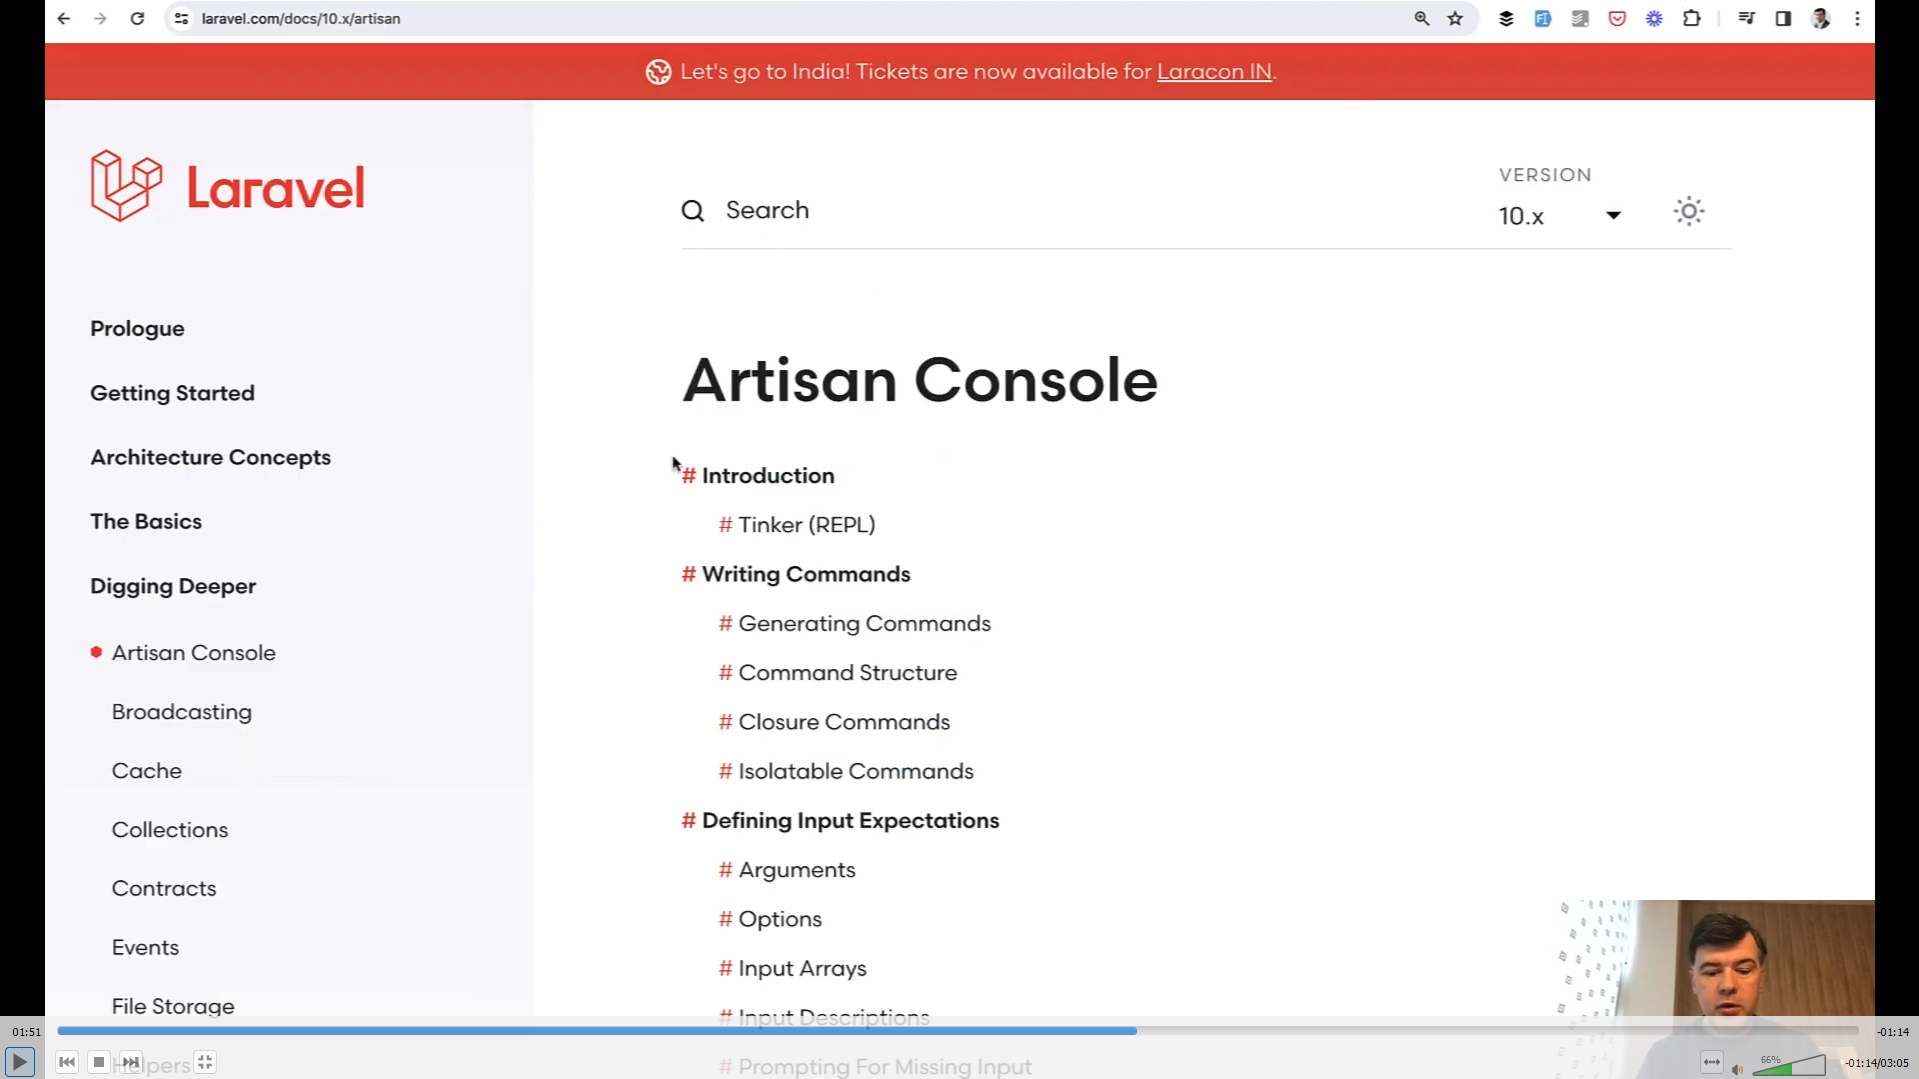 laravel.com/docs/10.x/artisan
Let's go to India! Tickets are now available for Laracon IN.
Laravel
Search
VERSION
10.x
Prologue
Getting Started
Architecture Concepts
The Basics
Digging Deeper
Artisan Console
Broadcasting
Cache
Collections
Contracts
Events
File Storage
Helpers
Artisan Console
# Introduction
# Tinker (REPL)
# Writing Commands
# Generating Commands
# Command Structure
# Closure Commands
# Isolatable Commands
# Defining Input Expectations
# Arguments
# Options
# Input Arrays
# Input Descriptions
# Prompting For Missing Input
01:51
-01:14
66%
-01:14/03:05